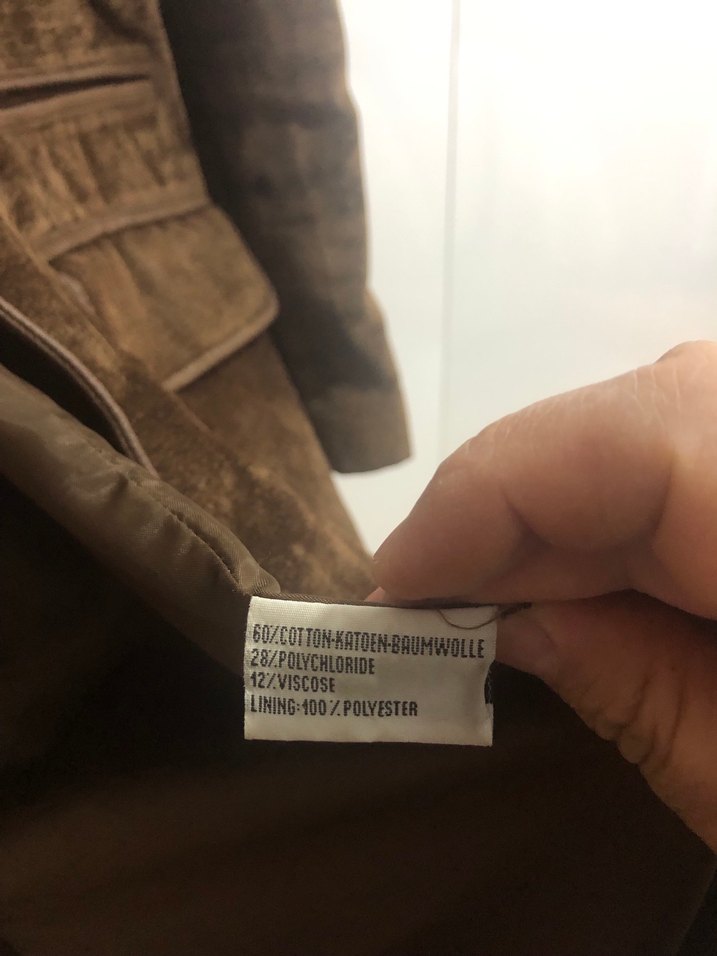 60%COTTON-KATOEN-BAUMWOLLE
28%POLYCHLORIDE
12%VISCOSE
LINING:100%POLYESTER